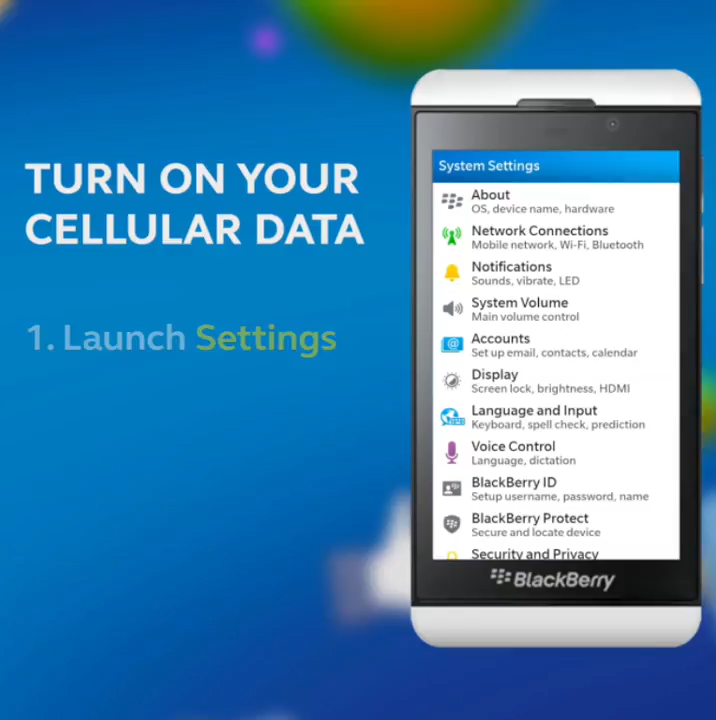 TURN ON YOUR
CELLULAR DATA
1. Launch Settings
System Settings
About
OS, device name, hardware
Network Connections
Mobile network, Wi-Fi, Bluetooth
Notifications
Sounds, vibrate, LED
System Volume
Main volume control
Accounts
Set up email, contacts, calendar
Display
Screen lock, brightness, HDMI
Language and Input
Keyboard, spell check, prediction
Voice Control
Language, dictation
BlackBerry ID
Setup username, password, name
BlackBerry Protect
Secure and locate device
Security and Privacy
BlackBerry